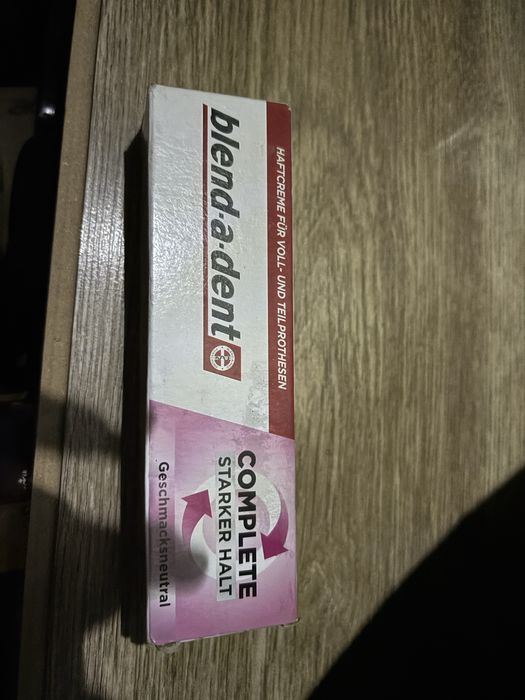 HAFTCREME FÜR VOLL- UND TEILPROTHESEN
blend-a-dent
COMPLETE
STARKER HALT
Geschmacksneutral